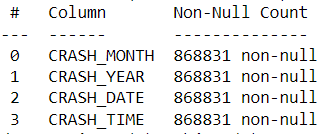 #   Column       Non-Null Count
---  ------       --------------
0   CRASH_MONTH  868831 non-null
1   CRASH_YEAR   868831 non-null
2   CRASH_DATE   868831 non-null
3   CRASH_TIME   868831 non-null